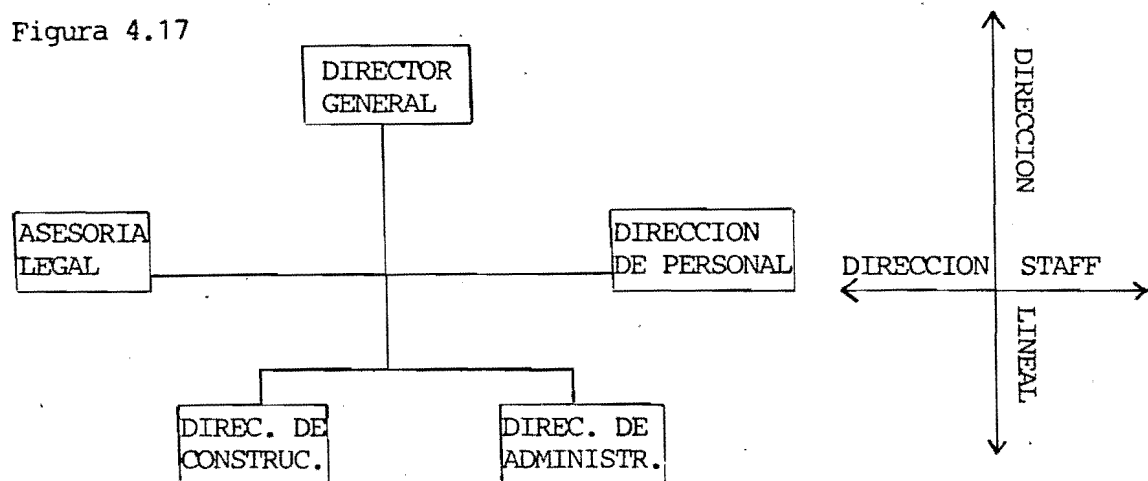 Figura 4.17
DIRECTOR
GENERAL
ASESORIA
LEGAL
DIRECCION
DE PERSONAL
DIREC. DE
CONSTRUC.
DIREC. DE
ADMINISTR.
DIRECCION
DIRECCION STAFF
LINEAL